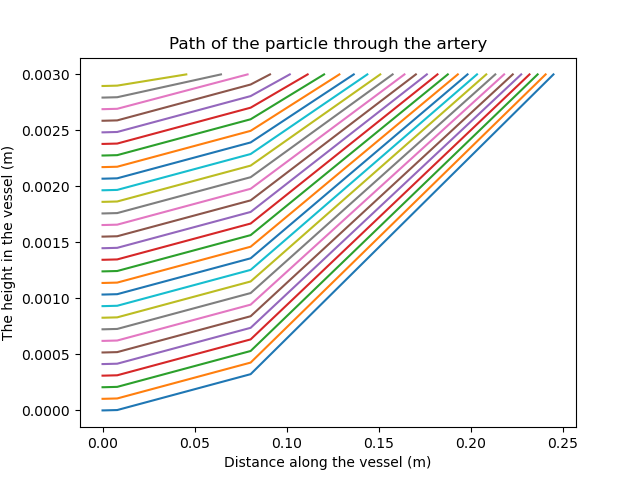 Path of the particle through the artery
The height in the vessel (m)
0.0030
0.0025
0.0020
0.0015
0.0010
0.0005
0.0000
0.00 0.05 0.10 0.15 0.20 0.25
Distance along the vessel (m)